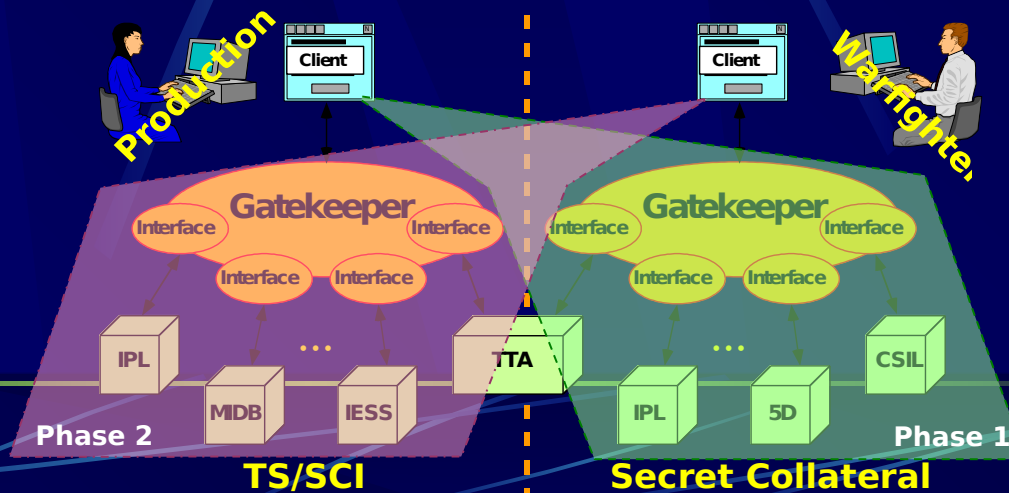 Production
Client
Client
Warfighter
Gatekeeper
Interface
Interface
Interface
Interface
Gatekeeper
Interface
Interface
Interface
Interface
IPL
MIDB
...
IESS
TTA
IPL
...
5D
CSIL
Phase 2
Phase 1
TS/SCI
Secret Collateral